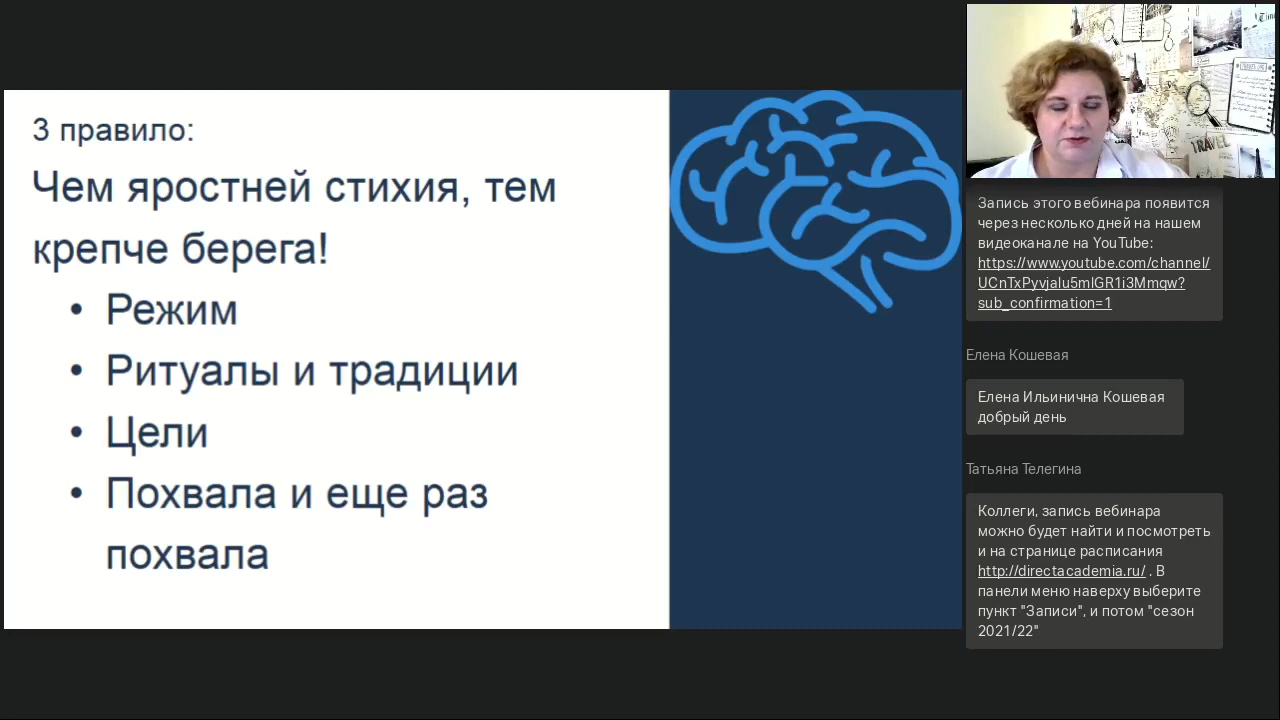 3 правило:
Чем яростней стихия, тем
крепче берега!
• Режим
• Ритуалы и традиции
• Цели
• Похвала и еще раз
похвала
TRAVEL
Запись этого вебинара появится
через несколько дней на нашем
видеоканале на YouTube:
https://www.youtube.com/channel/
UCnTxPyvjaIu5mlGR1i3Mmqw?
sub_confirmation=1
Елена Кошевая
Елена Ильинична Кошевая
добрый день
Татьяна Телегина
Коллеги, запись вебинара
можно будет найти и посмотреть
и на странице расписания
http://directacademia.ru/ . В
панели меню наверху выберите
пункт "Записи", и потом "сезон
2021/22"